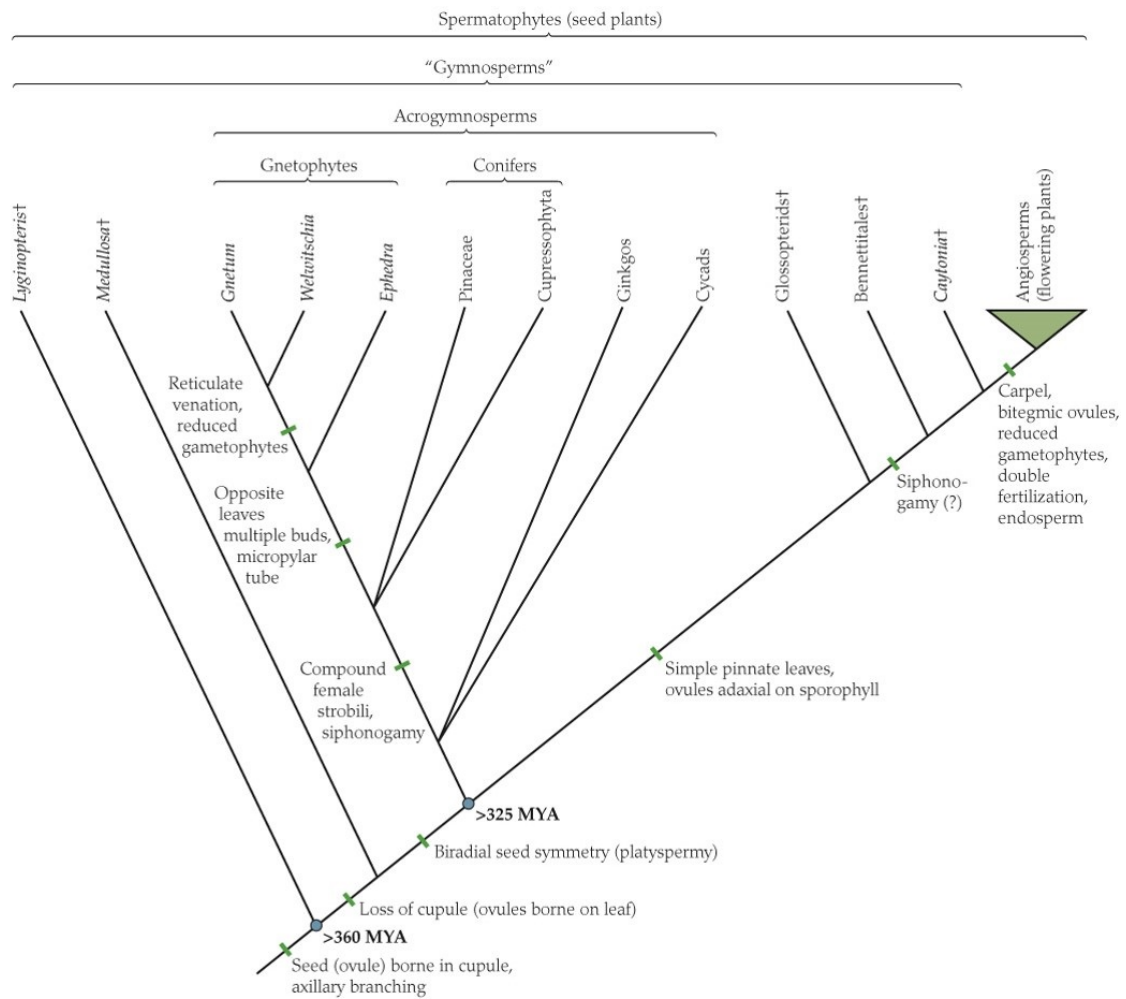 Spermatophytes (seed plants)
“Gymnosperms”
Acrogymnosperms
Gnetophytes
Conifers
Lyginopteris†
Medullosa†
Gnetum
Welwitschia
Ephedra
Pinaceae
Cupressophyta
Ginkgos
Cycads
Glossopterids†
Bennettitales†
Caytonia†
Angiosperms
(flowering plants)
Reticulate
venation,
reduced
gametophytes
Opposite
leaves
multiple buds,
micropylar
tube
Compound
female
strobili,
siphonogamy
Carpel,
bitegmic ovules,
reduced
gametophytes,
double
fertilization,
endosperm
Siphono-
gamy (?)
Simple pinnate leaves,
ovules adaxial on sporophyll
>325 MYA
Biradial seed symmetry (platyspermy)
Loss of cupule (ovules borne on leaf)
>360 MYA
Seed (ovule) borne in cupule,
axillary branching